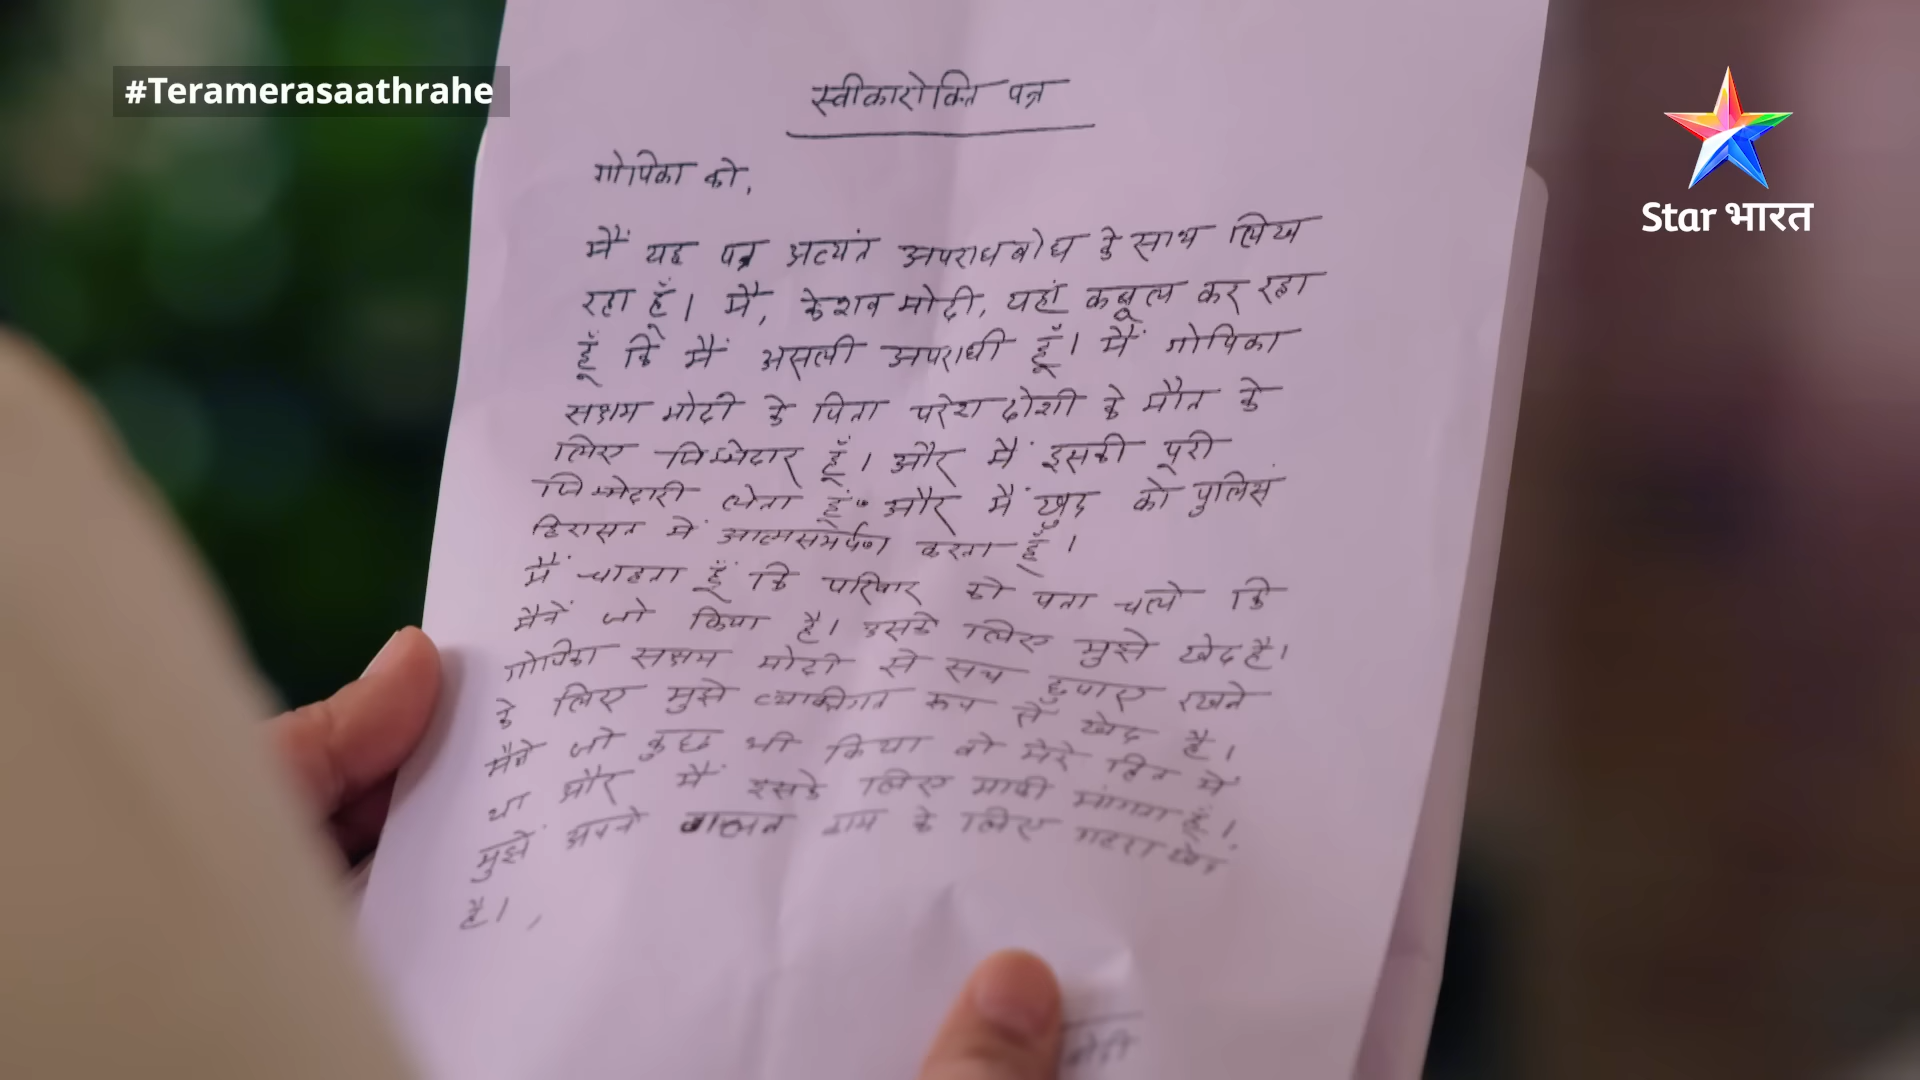 #Teramerasaathrahe
Star भारत
स्वीकारोक्ति पत्र
गोपिका को,
मैं यह पत्र अत्यंत अपराधबोध के साथ लिख
रहा हूँ। मैं, केशव मोदी, यहां कबूल कर रहा
हूँ कि मैं असली अपराधी हूँ। मैं गोपिका
सक्षम मोदी के पिता परेश दोशी के मौत के
लिए जिम्मेदार हूँ। और मैं इसकी पूरी
जिम्मेदारी लेता हूं और मैं खुद को पुलिस
हिरासत में आत्मसमर्पण करता हूँ।
मैं चाहता हूं कि परिवार को पता चले कि
मैनें जो किया है। उसके लिए मुझे खेद है।
गोपिका सक्षम मोदी से सच छुपाए रखने
के लिए मुझे व्यक्तिगत रूप से खेद है।
मैने जो कुछ भी किया वो मेरे हित में
था और मैं इसके लिए माफी मांगता हूं।
मुझे अपने गलत काम के लिए गहरा खेद
है।,
मोदी